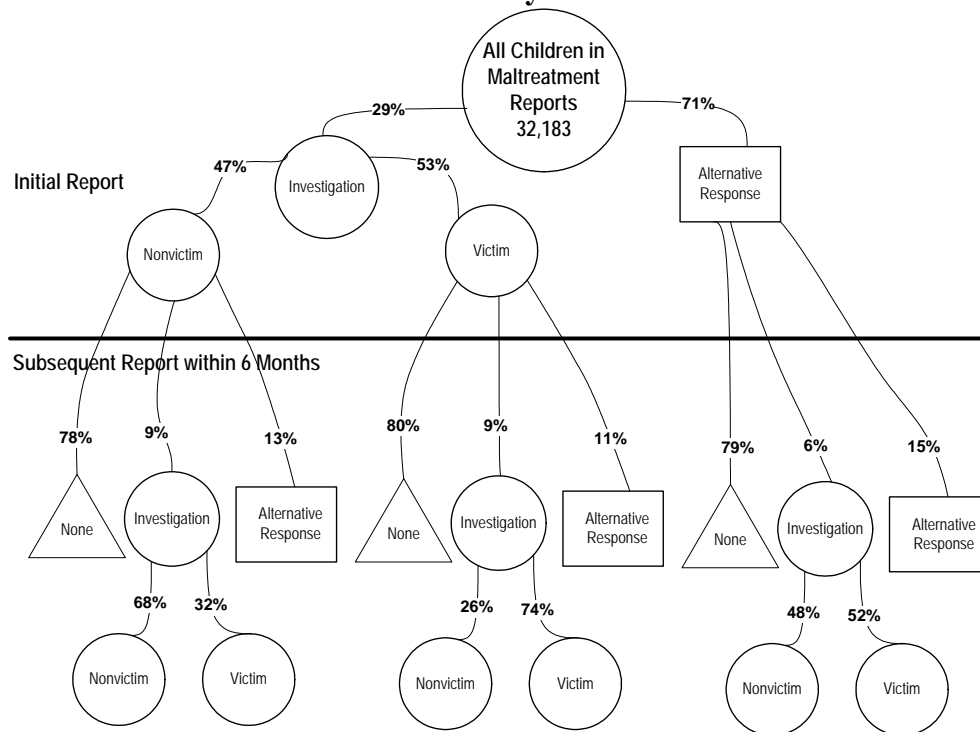 All Children in
Maltreatment
Reports
32,183
29%
71%
47%
53%
Initial Report
Investigation
Alternative
Response
Nonvictim
Victim
Subsequent Report within 6 Months
78%
9%
13%
80%
9%
11%
79%
6%
15%
None
Investigation
Alternative
Response
None
Investigation
Alternative
Response
None
Investigation
Alternative
Response
68%
32%
26%
74%
48%
52%
Nonvictim
Victim
Nonvictim
Victim
Nonvictim
Victim